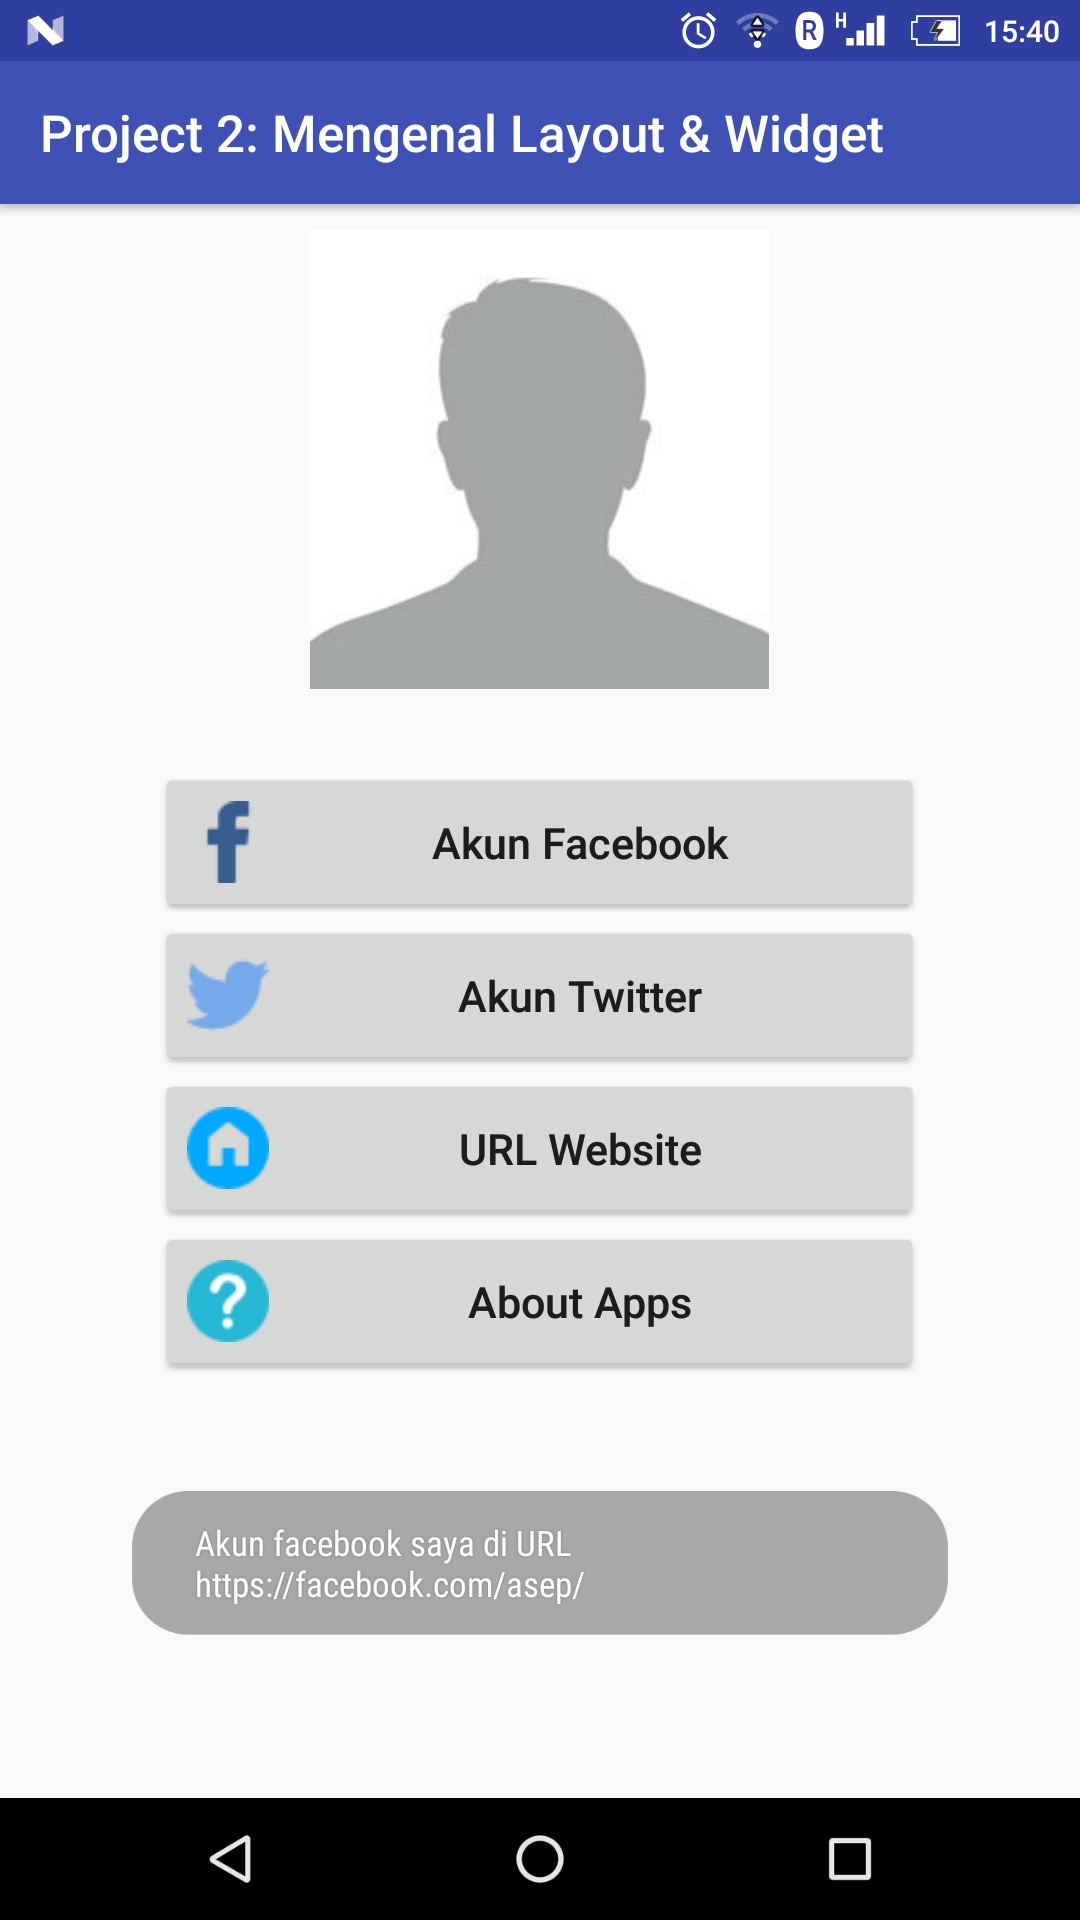 R H 15:40
Project 2: Mengenal Layout & Widget
Akun Facebook
Akun Twitter
URL Website
About Apps
Akun facebook saya di URL
https://facebook.com/asep/